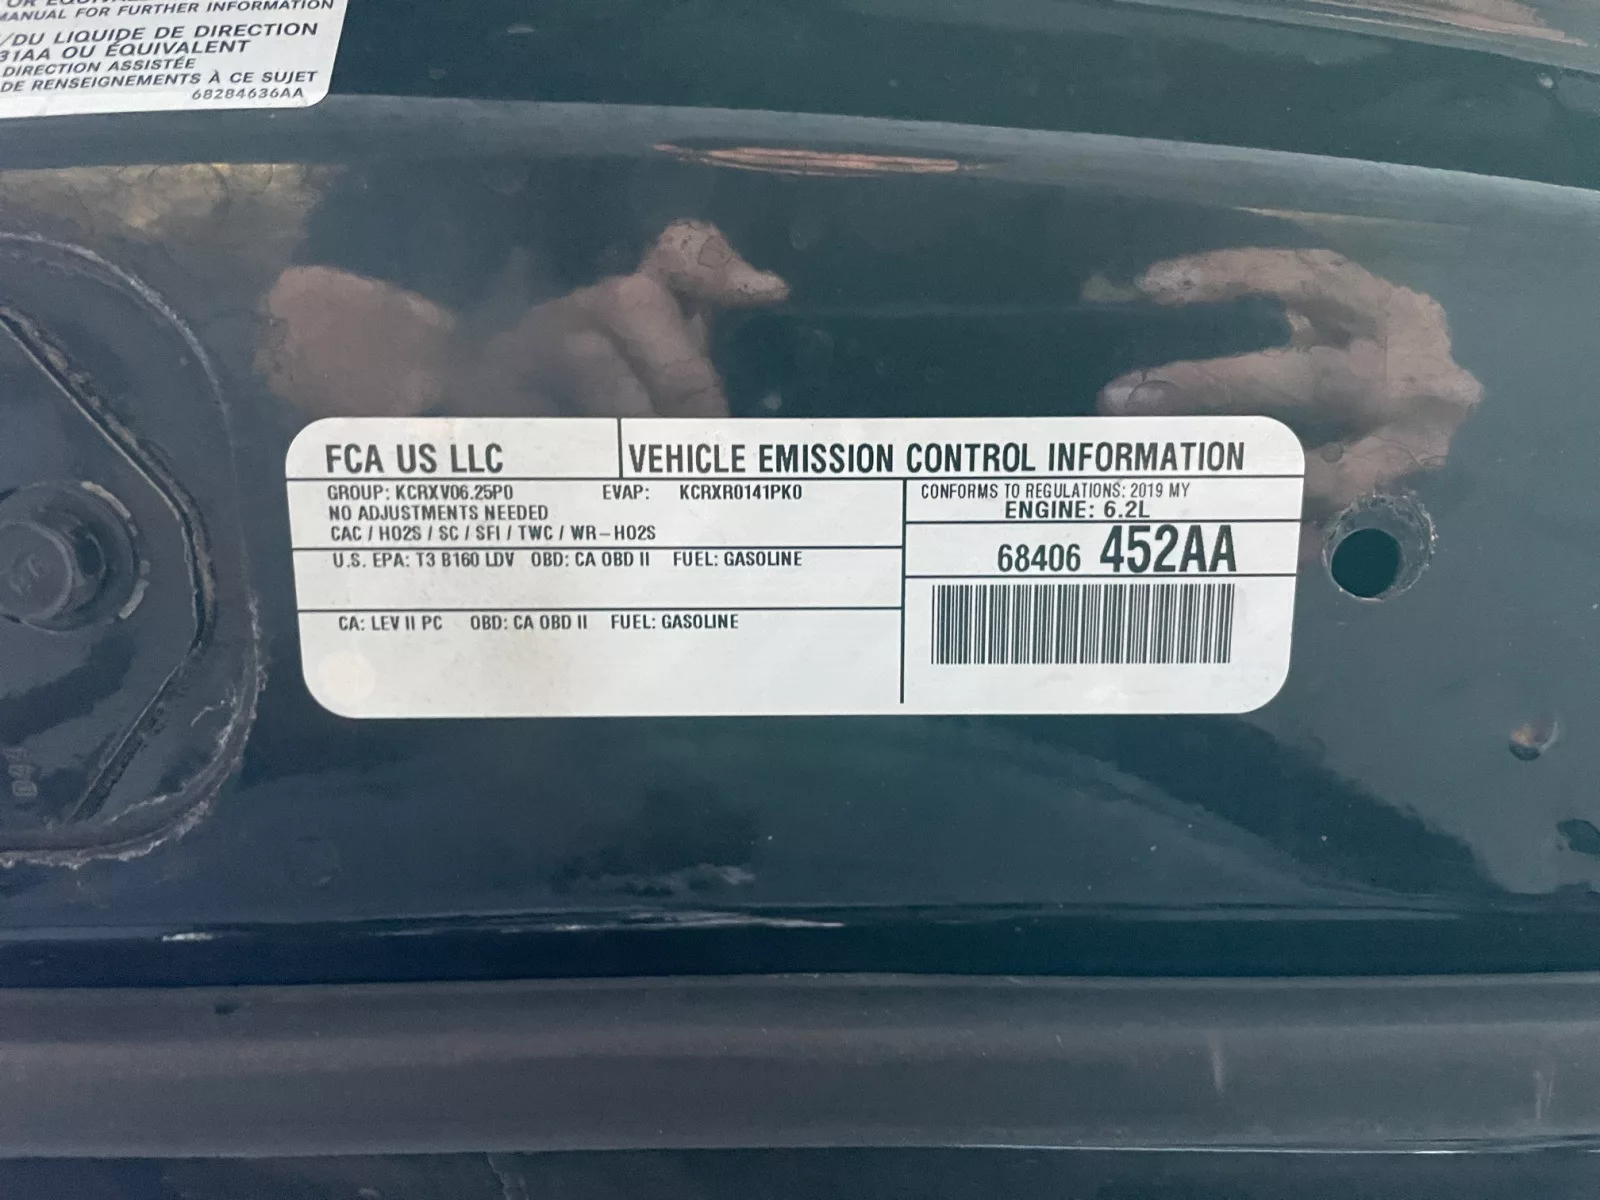 MANUAL FOR FURTHER INFORMATION
/DU LIQUIDE DE DIRECTION
31AA OU ÉQUIVALENT
DIRECTION ASSISTÉE
DE RENSEIGNEMENTS À CE SUJET
68284636AA
FCA US LLC
VEHICLE EMISSION CONTROL INFORMATION
GROUP: KCRXV06.25P0 EVAP: KCRXR0141PK0
NO ADJUSTMENTS NEEDED
CAC / HO2S / SC / SFI / TWC / WR-HO2S
U.S. EPA: T3 B160 LDV OBD: CA OBD II FUEL: GASOLINE
CA: LEV II PC OBD: CA OBD II FUEL: GASOLINE
CONFORMS TO REGULATIONS: 2019 MY
ENGINE: 6.2L
68406 452AA